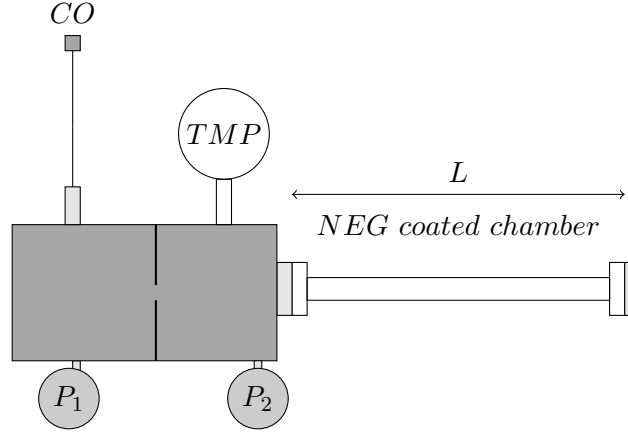 CO
TMP
L
NEG coated chamber
P₁
P₂